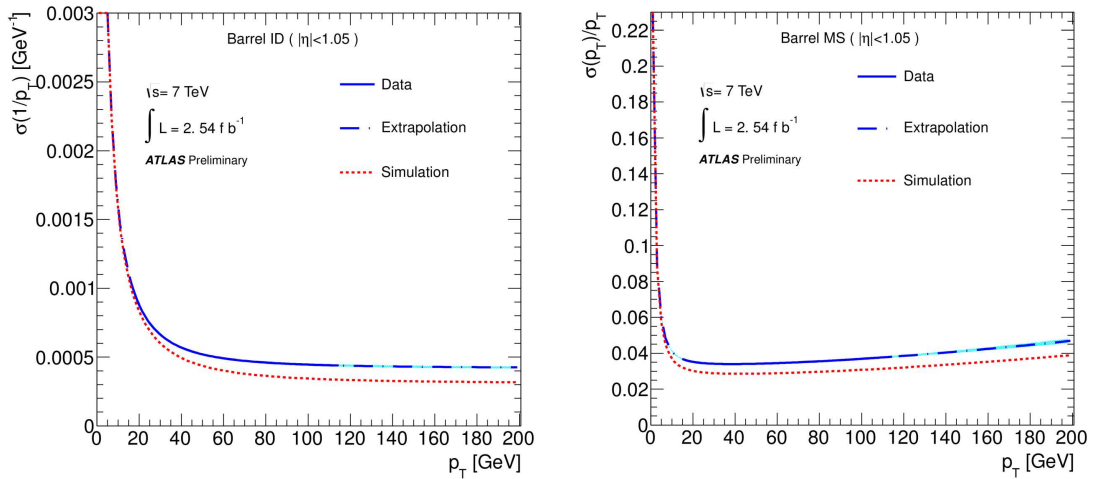 Barrel ID ( |η|<1.05 )
√s= 7 TeV
∫ L = 2. 54 f b⁻¹
ATLAS Preliminary
Data
Extrapolation
Simulation
σ(1/p_T) [GeV⁻¹]
0.003
0.0025
0.002
0.0015
0.001
0.0005
0
0 20 40 60 80 100 120 140 160 180 200
p_T [GeV]
Barrel MS ( |η|<1.05 )
√s= 7 TeV
∫ L = 2. 54 f b⁻¹
ATLAS Preliminary
Data
Extrapolation
Simulation
σ(p_T)/p_T
0.22
0.2
0.18
0.16
0.14
0.12
0.1
0.08
0.06
0.04
0.02
0
0 20 40 60 80 100 120 140 160 180 200
p_T [GeV]